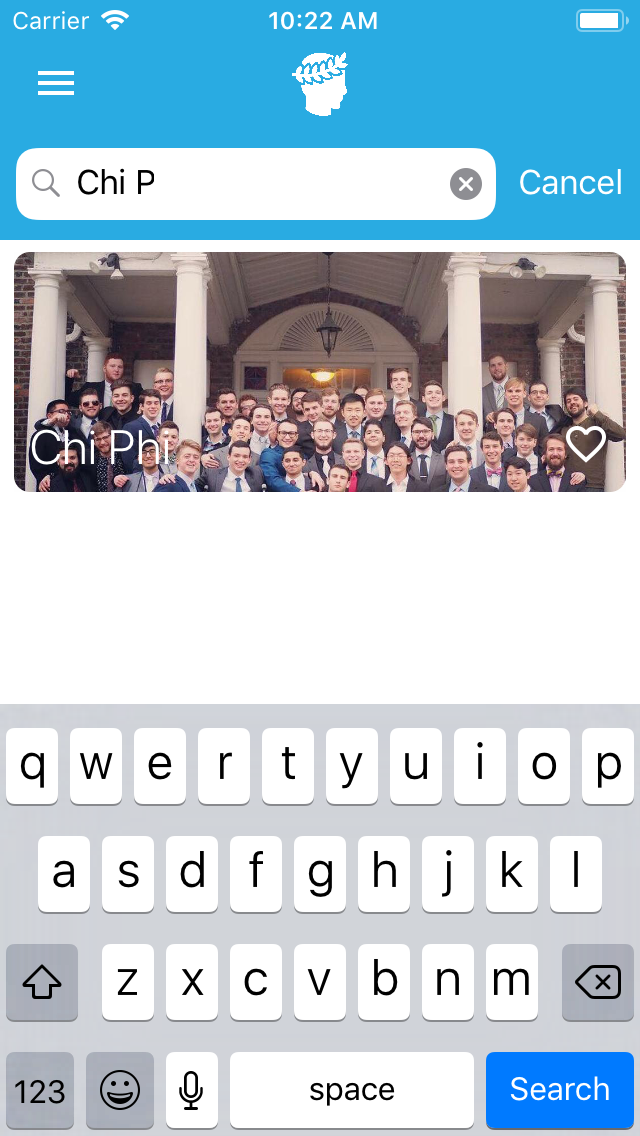 Carrier 10:22 AM
Chi P Cancel
Chi Phi
q w e r t y u i o p
a s d f g h j k l
z x c v b n m
123 space Search